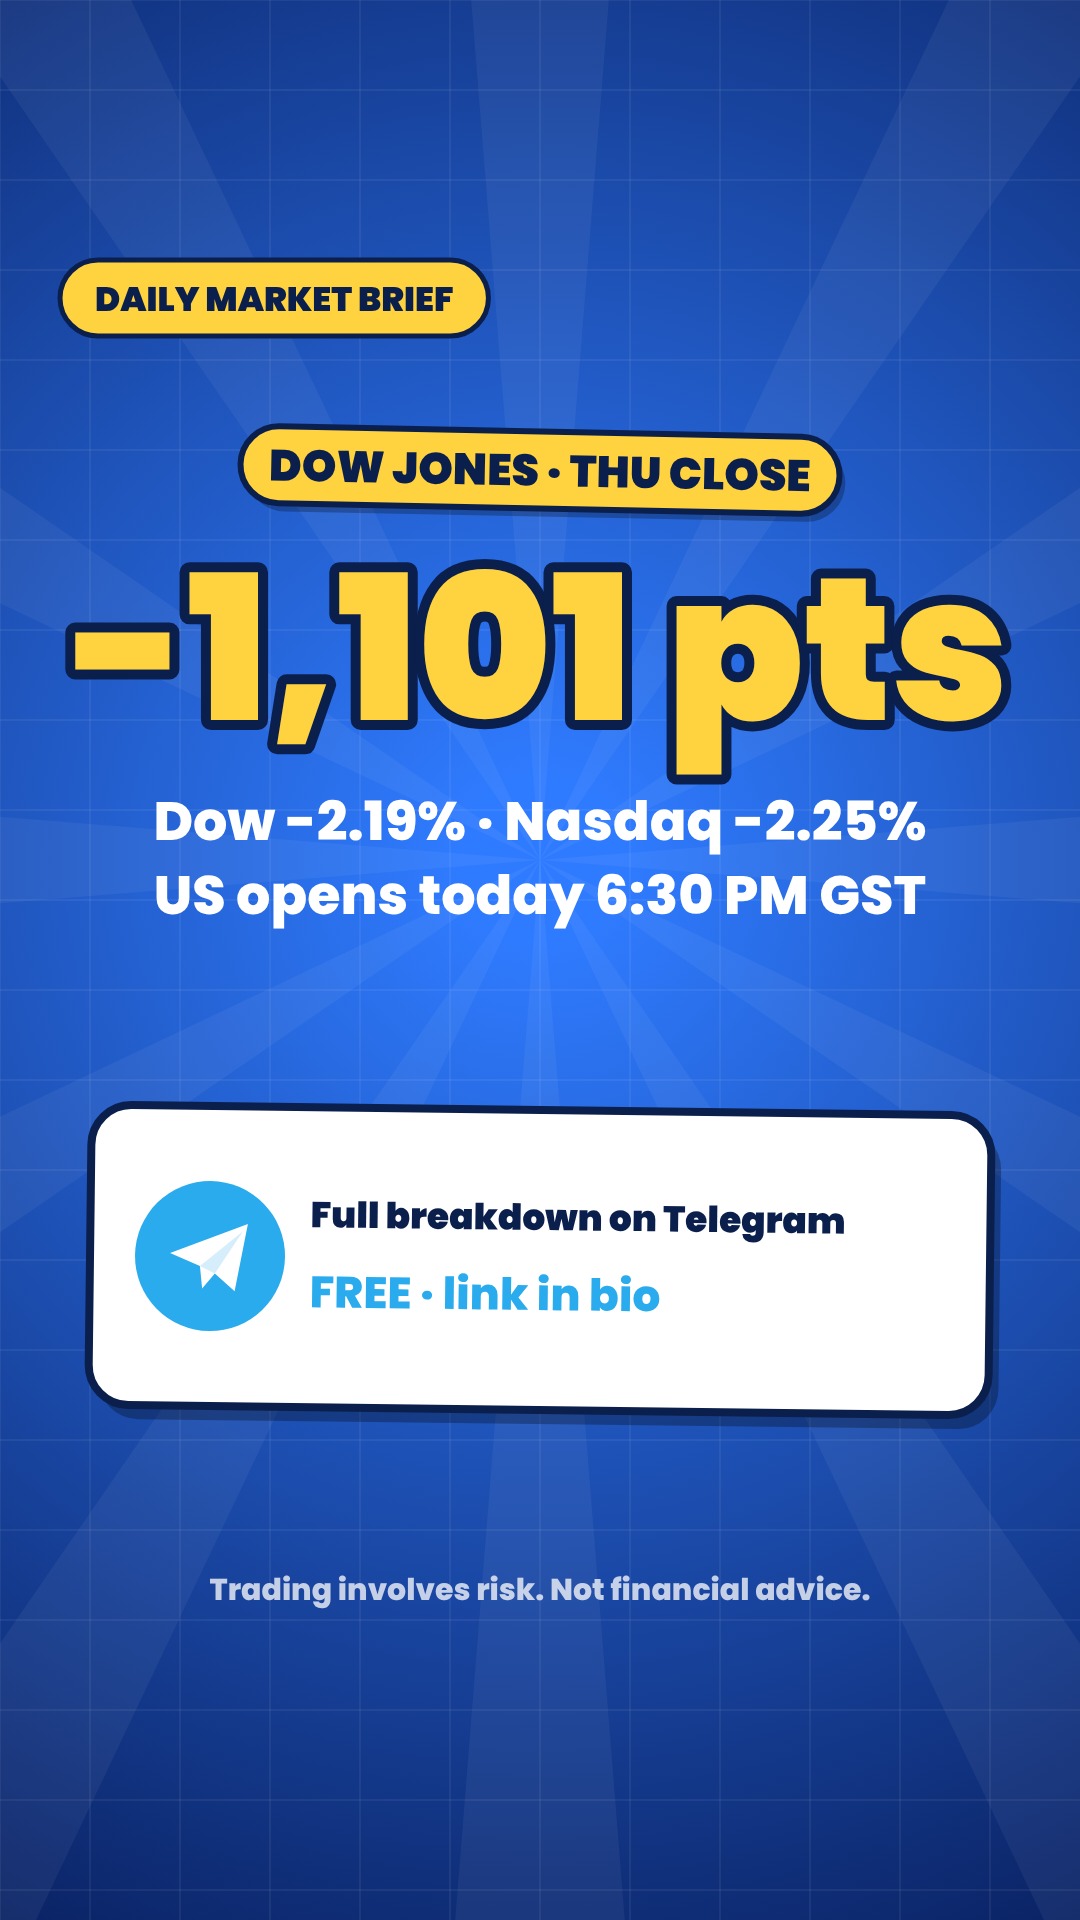 DAILY MARKET BRIEF
DOW JONES · THU CLOSE
−1,101 pts
Dow −2.19% · Nasdaq −2.25%
US opens today 6:30 PM GST
Full breakdown on Telegram
FREE · link in bio
Trading involves risk. Not financial advice.